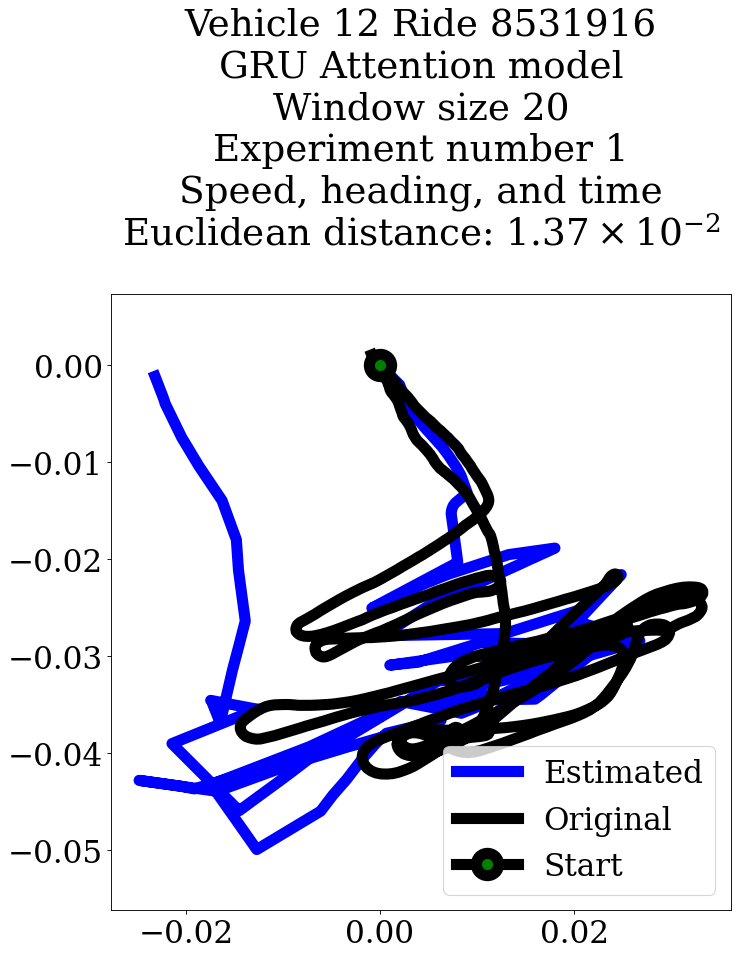 Vehicle 12 Ride 8531916
GRU Attention model
Window size 20
Experiment number 1
Speed, heading, and time
Euclidean distance: 1.37 × 10⁻²
0.00
−0.01
−0.02
−0.03
−0.04
−0.05
−0.02
0.00
0.02
Estimated
Original
Start